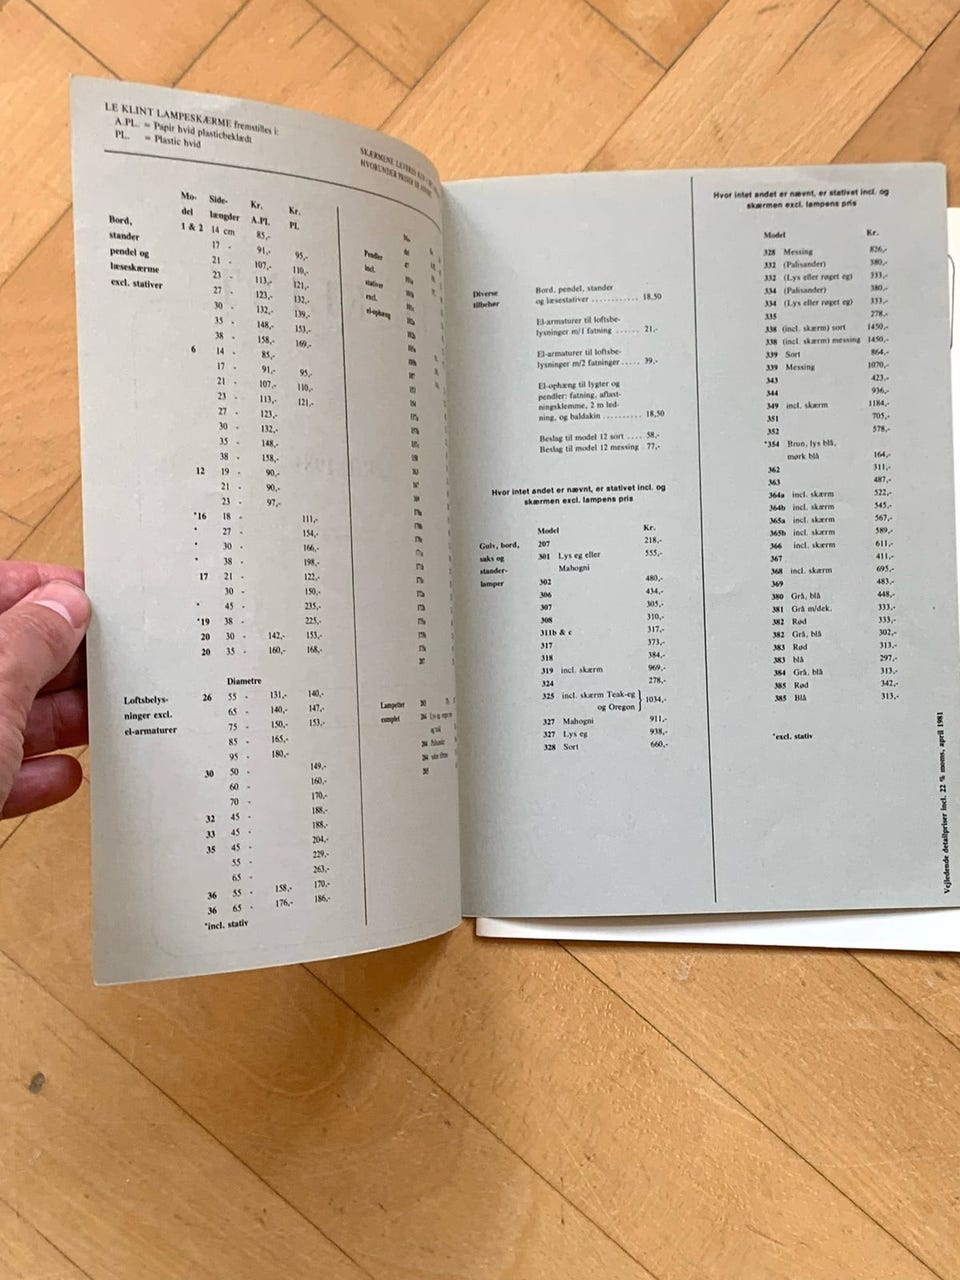 LE KLINT LAMPESKÆRME fremstilles i:
A.PL. = Papir hvid plasticbeklædt
PL. = Plastic hvid
SKÆRMENE LEVERES
HVORUNDER PRISER ER
Mo- Side- Kr. Kr.
del længder A.PL. PL.
Bord, 1 & 2 14 cm 85,-
stander 17 - 91,- 95,-
pendel og 21 - 107,- 110,-
læseskærme 23 - 113,- 121,-
excl. stativer 27 - 123,- 132,-
30 - 132,- 139,-
35 - 148,- 153,-
38 - 158,- 169,-
6 14 - 85,-
17 - 91,- 95,-
21 - 107,- 110,-
23 - 113,- 121,-
27 - 123,-
30 - 132,-
35 - 148,-
38 - 158,-
12 19 - 90,-
21 - 90,-
23 - 97,-
*16 18 - 111,-
* 27 - 154,-
* 30 - 166,-
* 38 - 198,-
17 21 - 122,-
30 - 150,-
* 45 - 235,-
*19 38 - 225,-
20 30 - 142,- 153,-
20 35 - 160,- 168,-
Diametre
Loftsbelys- 26 55 - 131,- 140,-
ninger excl. 65 - 140,- 147,-
el-armaturer 75 - 150,- 153,-
85 - 165,-
95 - 180,-
30 50 - 149,-
60 - 160,-
70 - 170,-
32 45 - 188,-
33 45 - 188,-
35 45 - 204,-
55 - 229,-
65 - 263,-
36 55 - 158,- 170,-
36 65 - 176,- 186,-
*incl. stativ
Pendler
incl.
stativer
excl.
el-ophæng
Lampetter
complet
Diverse
tilbehør
Bord, pendel, stander
og læsestativer ............ 18,50
El-armaturer til loftsbe-
lysninger m/1 fatning ...... 21,-
El-armaturer til loftsbe-
lysninger m/2 fatninger .... 39,-
El-ophæng til lygter og
pendler: fatning, aflast-
ningsklemme, 2 m led-
ning, og baldakin .......... 18,50
Beslag til model 12 sort .... 58,-
Beslag til model 12 messing . 77,-
Hvor intet andet er nævnt, er stativet incl. og
skærmen excl. lampens pris
Model Kr.
Gulv, bord, 207 218,-
saks og 301 Lys eg eller 555,-
stander- Mahogni
lamper 302 480,-
306 434,-
307 305,-
308 310,-
311b & c 317,-
317 373,-
318 384,-
319 incl. skærm 969,-
324 278,-
325 incl. skærm Teak-eg
og Oregon } 1034,-
327 Mahogni 911,-
327 Lys eg 938,-
328 Sort 660,-
Hvor intet andet er nævnt, er stativet incl. og
skærmen excl. lampens pris
Model Kr.
328 Messing 826,-
332 (Palisander) 380,-
332 (Lys eller røget eg) 333,-
334 (Palisander) 380,-
334 (Lys eller røget eg) 333,-
335 278,-
338 (incl. skærm) sort 1450,-
338 (incl. skærm) messing 1450,-
339 Sort 864,-
339 Messing 1070,-
343 423,-
344 936,-
349 incl. skærm 1184,-
351 705,-
352 578,-
*354 Brun, lys blå,
mørk blå 164,-
362 311,-
363 487,-
364a incl. skærm 522,-
364b incl. skærm 545,-
365a incl. skærm 567,-
365b incl. skærm 589,-
366 incl. skærm 611,-
367 411,-
368 incl. skærm 695,-
369 483,-
380 Grå, blå 448,-
381 Grå m/dek. 333,-
382 Rød 333,-
382 Grå, blå 302,-
383 Rød 313,-
383 blå 297,-
384 Grå, blå 313,-
385 Rød 342,-
385 Blå 313,-
*excl. stativ
Vejledende detailpriser incl. 22 % moms, april 1981